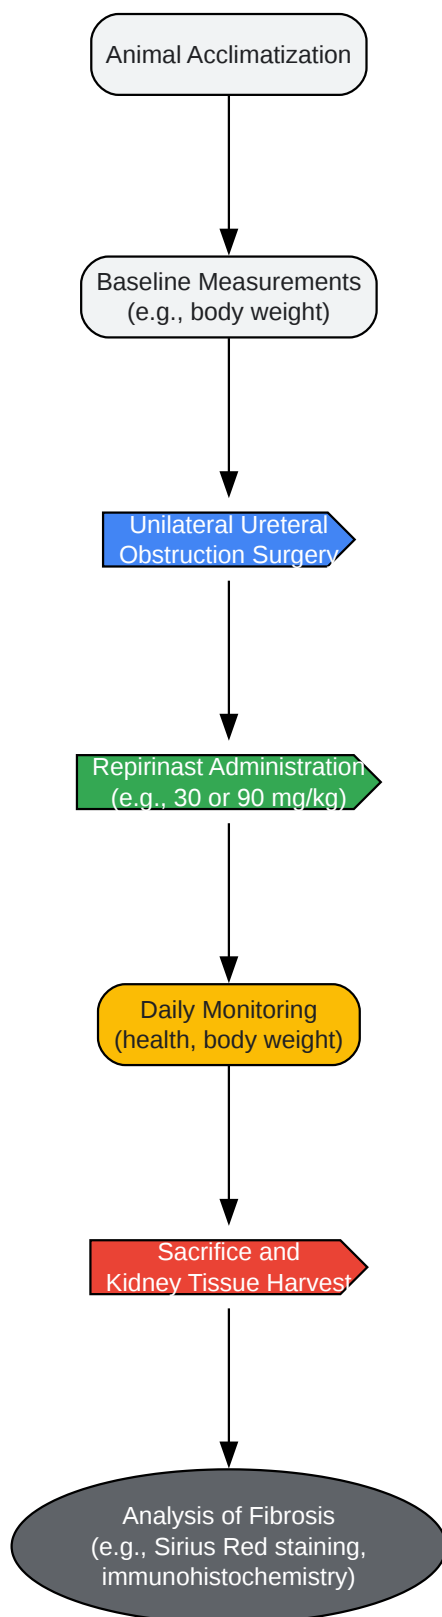 Animal Acclimatization
Baseline Measurements
(e.g., body weight)
Unilateral Ureteral
Obstruction Surgery
Repirinast Administration
(e.g., 30 or 90 mg/kg)
Daily Monitoring
(health, body weight)
Sacrifice and
Kidney Tissue Harvest
Analysis of Fibrosis
(e.g., Sirius Red staining,
immunohistochemistry)